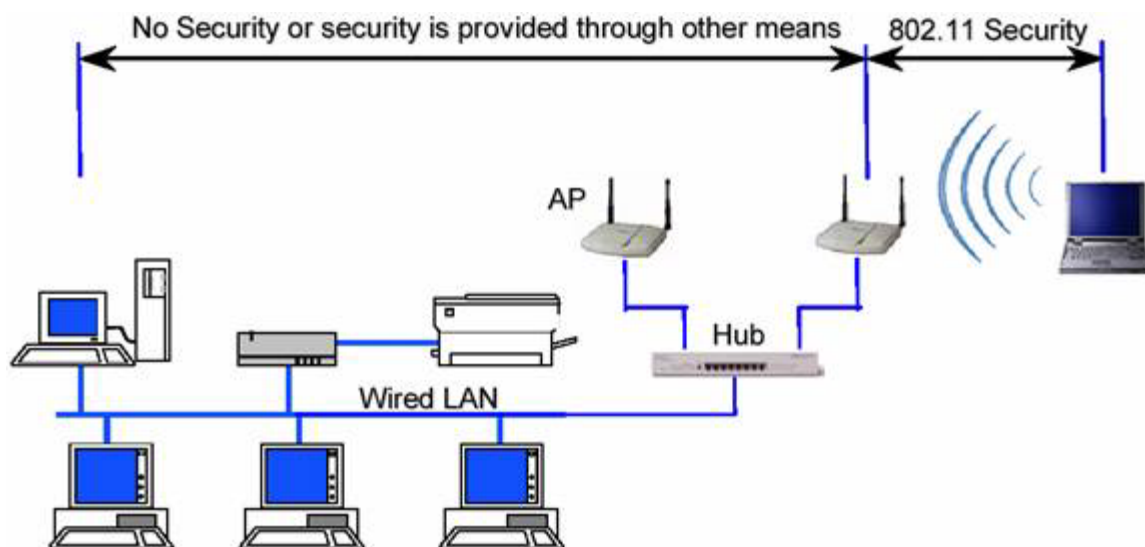 No Security or security is provided through other means
802.11 Security
AP
Hub
Wired LAN